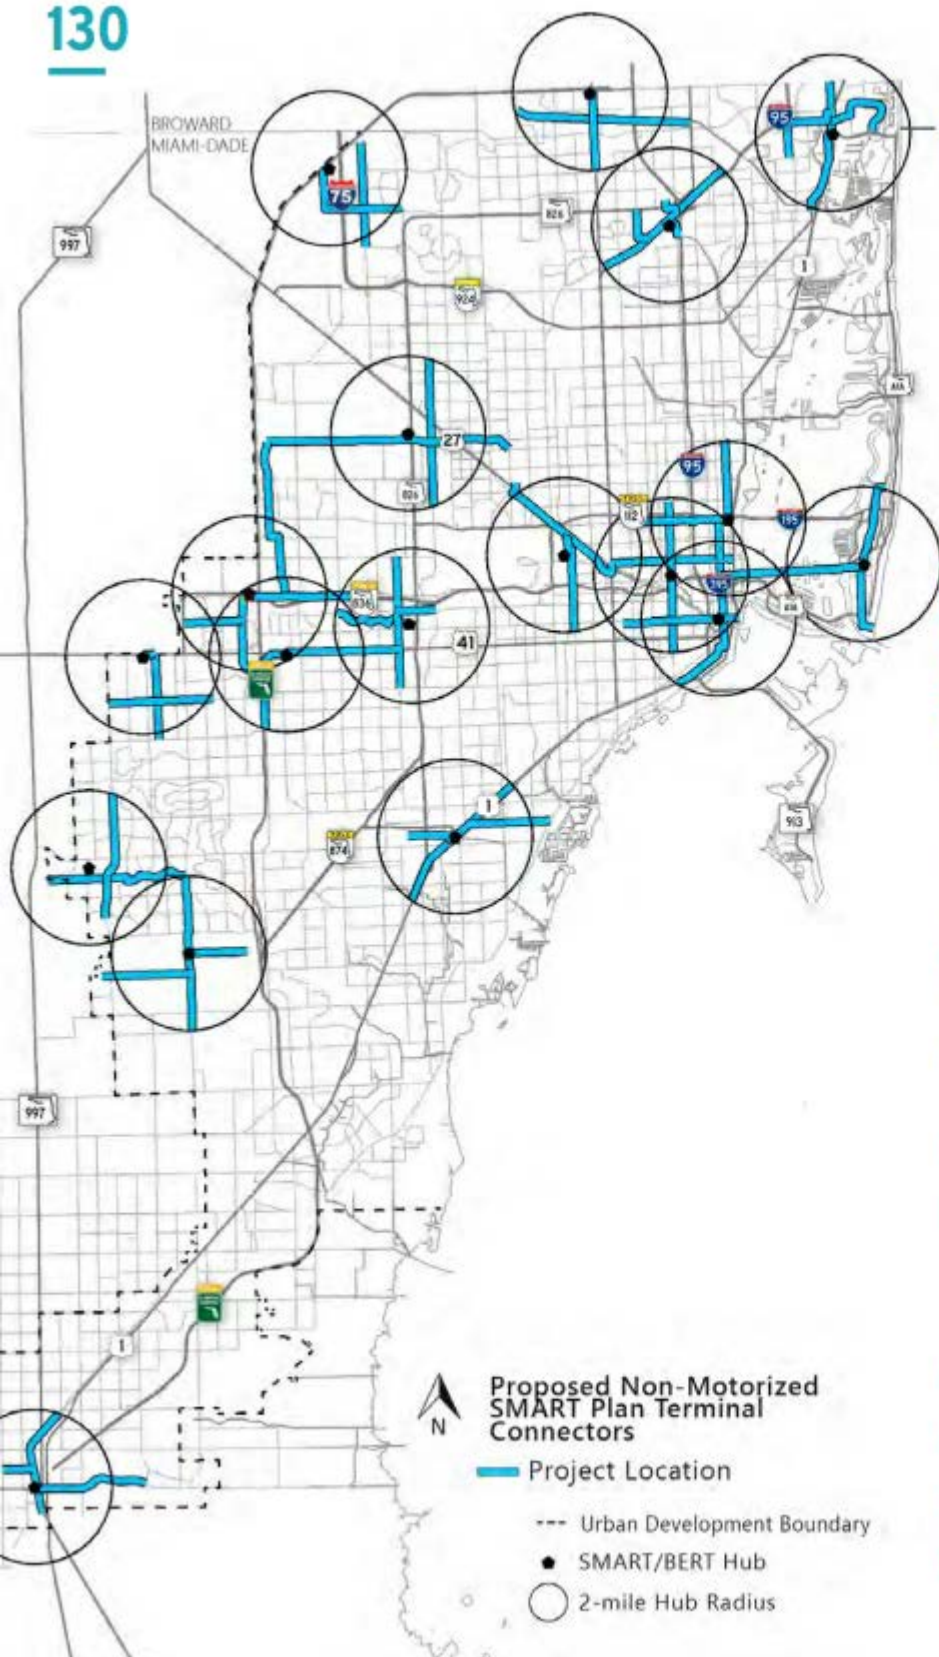 130
BROWARD
MIAMI-DADE
95
75
997
826
1
924
A1A
27
95
826
112
195
395
836
41
1
913
874
997
1
N
Proposed Non-Motorized
SMART Plan Terminal
Connectors
Project Location
Urban Development Boundary
SMART/BERT Hub
2-mile Hub Radius